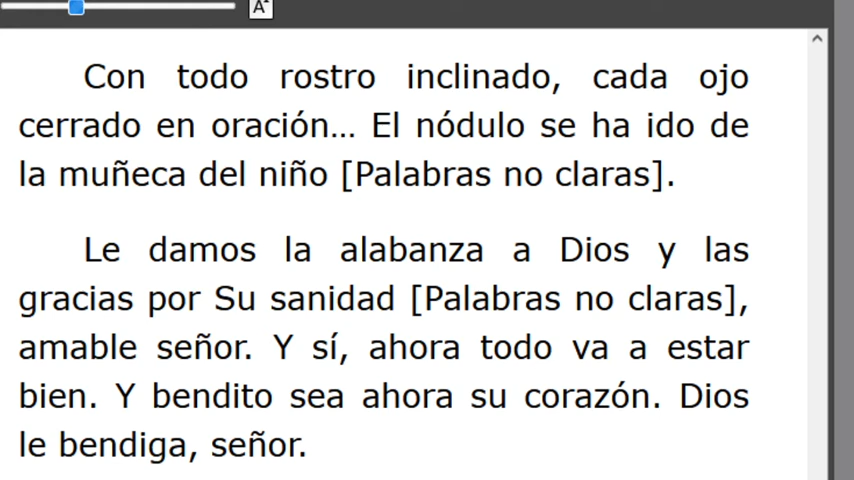 A
Con todo rostro inclinado, cada ojo
cerrado en oración... El nódulo se ha ido de
la muñeca del niño [Palabras no claras].
Le damos la alabanza a Dios y las
gracias por Su sanidad [Palabras no claras],
amable señor. Y sí, ahora todo va a estar
bien. Y bendito sea ahora su corazón. Dios
le bendiga, señor.